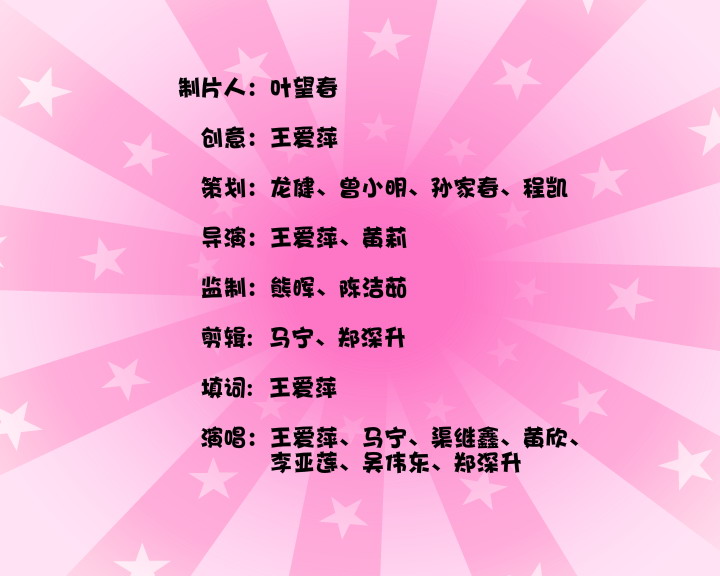 制片人：叶望春
创意：王爱萍
策划：龙健、曾小明、孙家春、程凯
导演：王爱萍、黄莉
监制：熊晖、陈洁茹
剪辑：马宁、郑深升
填词：王爱萍
演唱：王爱萍、马宁、渠继鑫、黄欣、
李亚莲、吴伟东、郑深升